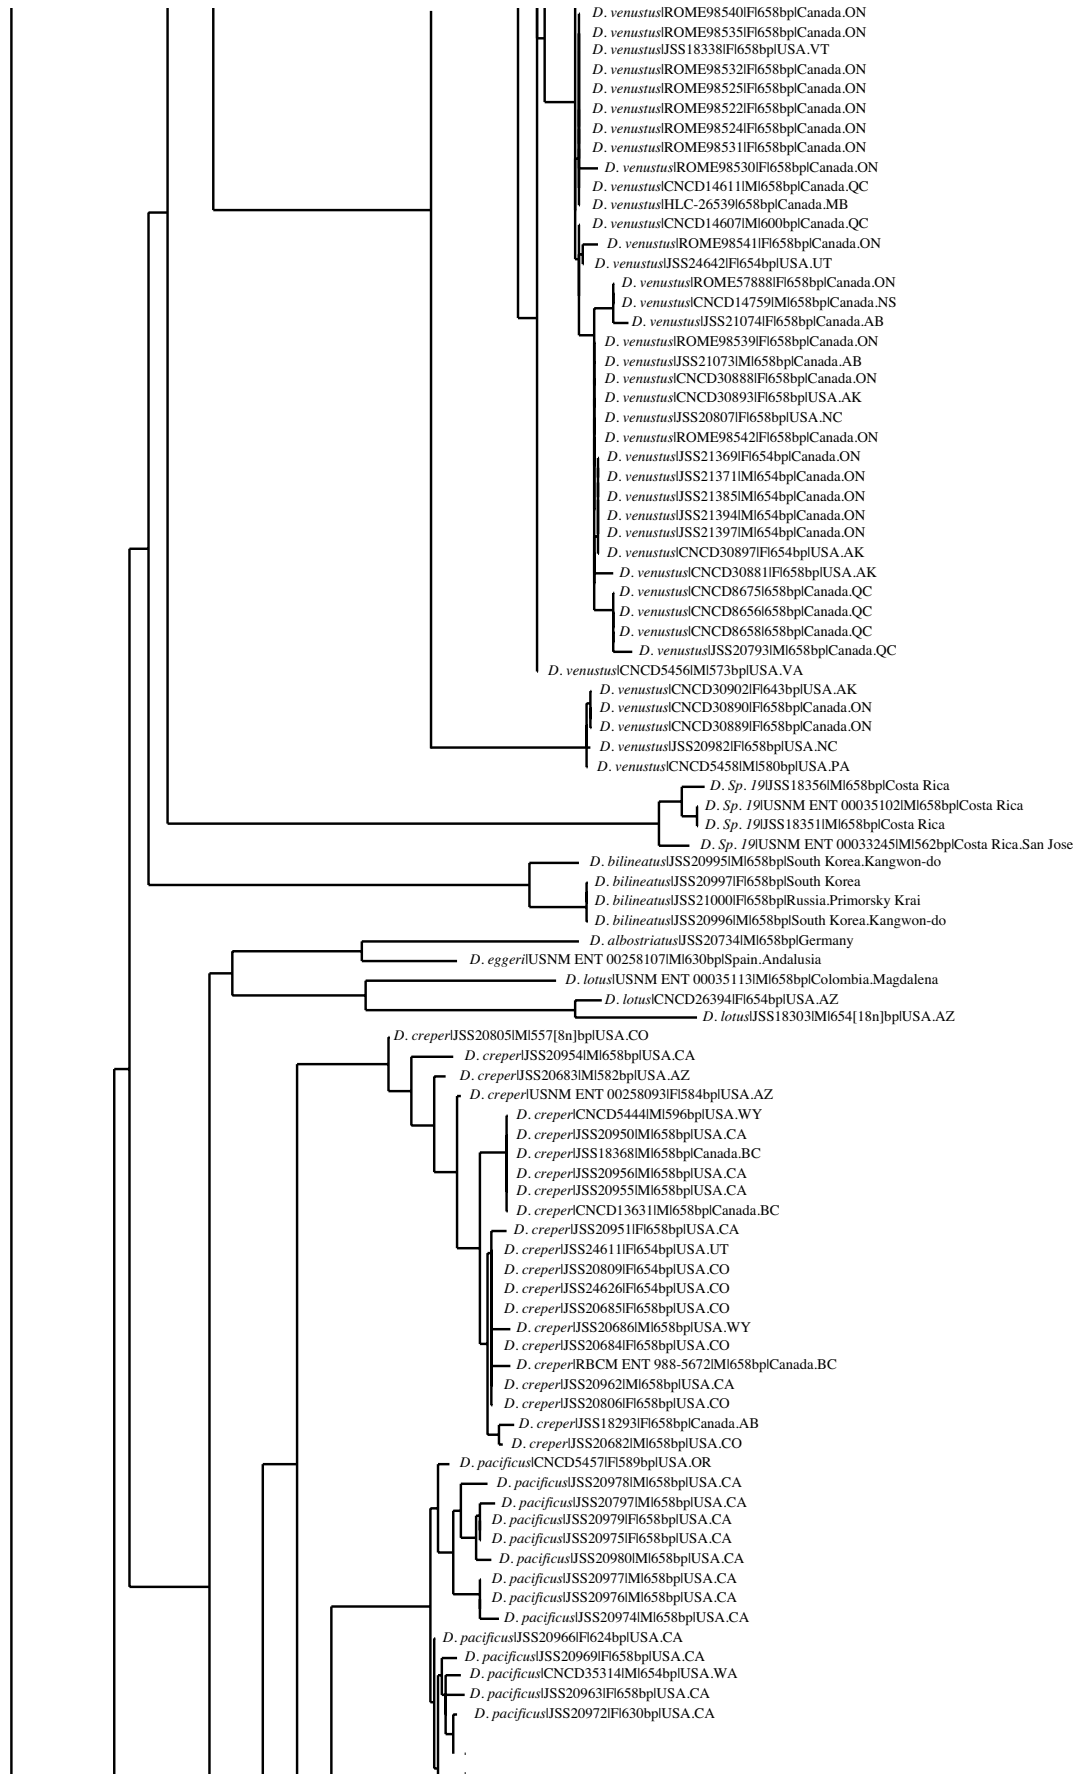 D. venustus|ROME98540|F|658bp|Canada.ON
D. venustus|ROME98535|F|658bp|Canada.ON
D. venustus|JSS18338|F|658bp|USA.VT
D. venustus|ROME98532|F|658bp|Canada.ON
D. venustus|ROME98525|F|658bp|Canada.ON
D. venustus|ROME98522|F|658bp|Canada.ON
D. venustus|ROME98524|F|658bp|Canada.ON
D. venustus|ROME98531|F|658bp|Canada.ON
D. venustus|ROME98530|F|658bp|Canada.ON
D. venustus|CNCD14611|M|658bp|Canada.QC
D. venustus|HLC-26539|658bp|Canada.MB
D. venustus|CNCD14607|M|600bp|Canada.QC
D. venustus|ROME98541|F|658bp|Canada.ON
D. venustus|JSS24642|F|654bp|USA.UT
D. venustus|ROME57888|F|658bp|Canada.ON
D. venustus|CNCD14759|M|658bp|Canada.NS
D. venustus|JSS21074|F|658bp|Canada.AB
D. venustus|ROME98539|F|658bp|Canada.ON
D. venustus|JSS21073|M|658bp|Canada.AB
D. venustus|CNCD30888|F|658bp|Canada.ON
D. venustus|CNCD30893|F|658bp|USA.AK
D. venustus|JSS20807|F|658bp|USA.NC
D. venustus|ROME98542|F|658bp|Canada.ON
D. venustus|JSS21369|F|654bp|Canada.ON
D. venustus|JSS21371|M|654bp|Canada.ON
D. venustus|JSS21385|M|654bp|Canada.ON
D. venustus|JSS21394|M|654bp|Canada.ON
D. venustus|JSS21397|M|654bp|Canada.ON
D. venustus|CNCD30897|F|654bp|USA.AK
D. venustus|CNCD30881|F|658bp|USA.AK
D. venustus|CNCD8675|658bp|Canada.QC
D. venustus|CNCD8656|658bp|Canada.QC
D. venustus|CNCD8658|658bp|Canada.QC
D. venustus|JSS20793|M|658bp|Canada.QC
D. venustus|CNCD5456|M|573bp|USA.VA
D. venustus|CNCD30902|F|643bp|USA.AK
D. venustus|CNCD30890|F|658bp|Canada.ON
D. venustus|CNCD30889|F|658bp|Canada.ON
D. venustus|JSS20982|F|658bp|USA.NC
D. venustus|CNCD5458|M|580bp|USA.PA
D. Sp. 19|JSS18356|M|658bp|Costa Rica
D. Sp. 19|USNM ENT 00035102|M|658bp|Costa Rica
D. Sp. 19|JSS18351|M|658bp|Costa Rica
D. Sp. 19|USNM ENT 00033245|M|562bp|Costa Rica.San Jose
D. bilineatus|JSS20995|M|658bp|South Korea.Kangwon-do
D. bilineatus|JSS20997|F|658bp|South Korea
D. bilineatus|JSS21000|F|658bp|Russia.Primorsky Krai
D. bilineatus|JSS20996|M|658bp|South Korea.Kangwon-do
D. albostriatus|JSS20734|M|658bp|Germany
D. eggeri|USNM ENT 00258107|M|630bp|Spain.Andalusia
D. lotus|USNM ENT 00035113|M|658bp|Colombia.Magdalena
D. lotus|CNCD26394|F|654bp|USA.AZ
D. lotus|JSS18303|M|654[18n]bp|USA.AZ
D. creper|JSS20805|M|557[8n]bp|USA.CO
D. creper|JSS20954|M|658bp|USA.CA
D. creper|JSS20683|M|582bp|USA.AZ
D. creper|USNM ENT 00258093|F|584bp|USA.AZ
D. creper|CNCD5444|M|596bp|USA.WY
D. creper|JSS20950|M|658bp|USA.CA
D. creper|JSS18368|M|658bp|Canada.BC
D. creper|JSS20956|M|658bp|USA.CA
D. creper|JSS20955|M|658bp|USA.CA
D. creper|CNCD13631|M|658bp|Canada.BC
D. creper|JSS20951|F|658bp|USA.CA
D. creper|JSS24611|F|654bp|USA.UT
D. creper|JSS20809|F|654bp|USA.CO
D. creper|JSS24626|F|654bp|USA.CO
D. creper|JSS20685|F|658bp|USA.CO
D. creper|JSS20686|M|658bp|USA.WY
D. creper|JSS20684|F|658bp|USA.CO
D. creper|RBCM ENT 988-5672|M|658bp|Canada.BC
D. creper|JSS20962|M|658bp|USA.CA
D. creper|JSS20806|F|658bp|USA.CO
D. creper|JSS18293|F|658bp|Canada.AB
D. creper|JSS20682|M|658bp|USA.CO
D. pacificus|CNCD5457|F|589bp|USA.OR
D. pacificus|JSS20978|M|658bp|USA.CA
D. pacificus|JSS20797|M|658bp|USA.CA
D. pacificus|JSS20979|F|658bp|USA.CA
D. pacificus|JSS20975|F|658bp|USA.CA
D. pacificus|JSS20980|M|658bp|USA.CA
D. pacificus|JSS20977|M|658bp|USA.CA
D. pacificus|JSS20976|M|658bp|USA.CA
D. pacificus|JSS20974|M|658bp|USA.CA
D. pacificus|JSS20966|F|624bp|USA.CA
D. pacificus|JSS20969|F|658bp|USA.CA
D. pacificus|CNCD35314|M|654bp|USA.WA
D. pacificus|JSS20963|F|658bp|USA.CA
D. pacificus|JSS20972|F|630bp|USA.CA